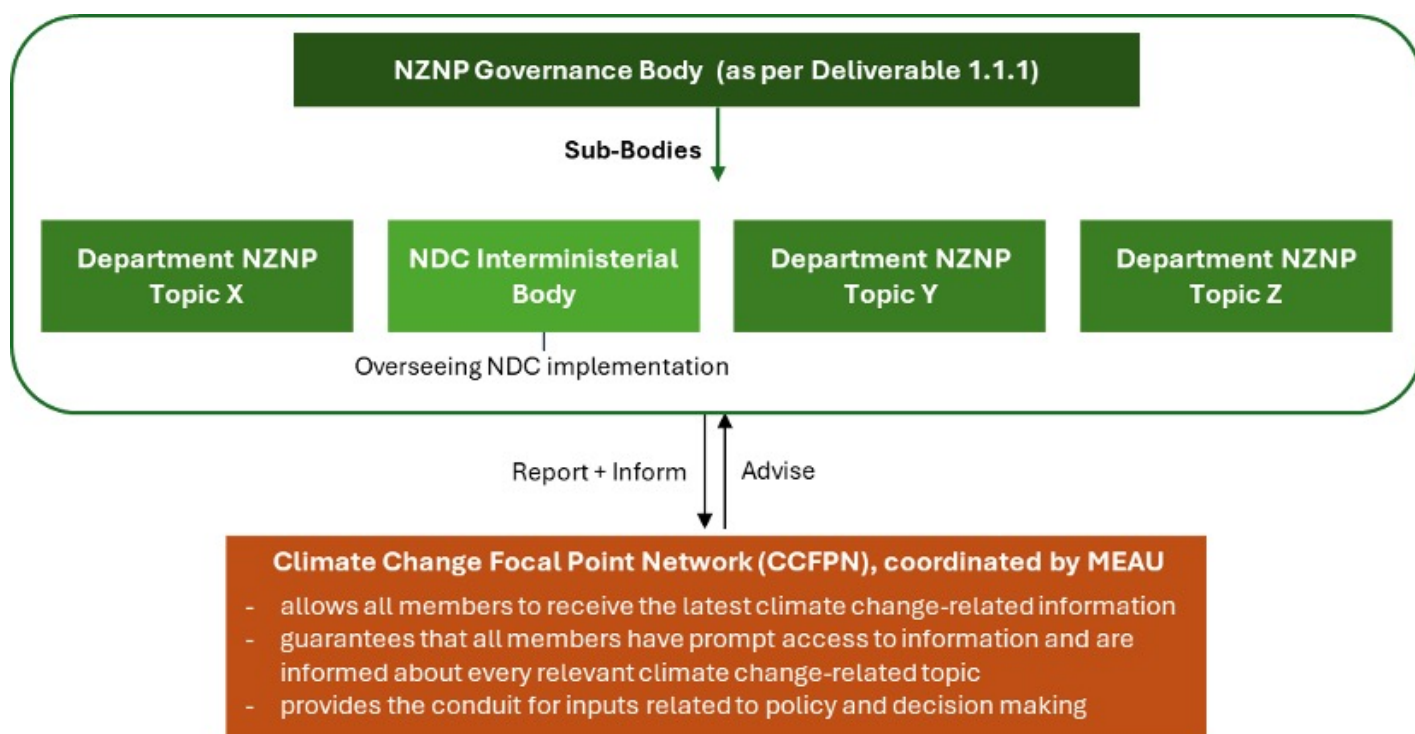 NZNP Governance Body (as per Deliverable 1.1.1)
Sub-Bodies
Department NZNP
Topic X
NDC Interministerial
Body
Department NZNP
Topic Y
Department NZNP
Topic Z
Overseeing NDC implementation
Report + Inform
Advise
Climate Change Focal Point Network (CCFPN), coordinated by MEAU
- allows all members to receive the latest climate change-related information
- guarantees that all members have prompt access to information and are
informed about every relevant climate change-related topic
- provides the conduit for inputs related to policy and decision making